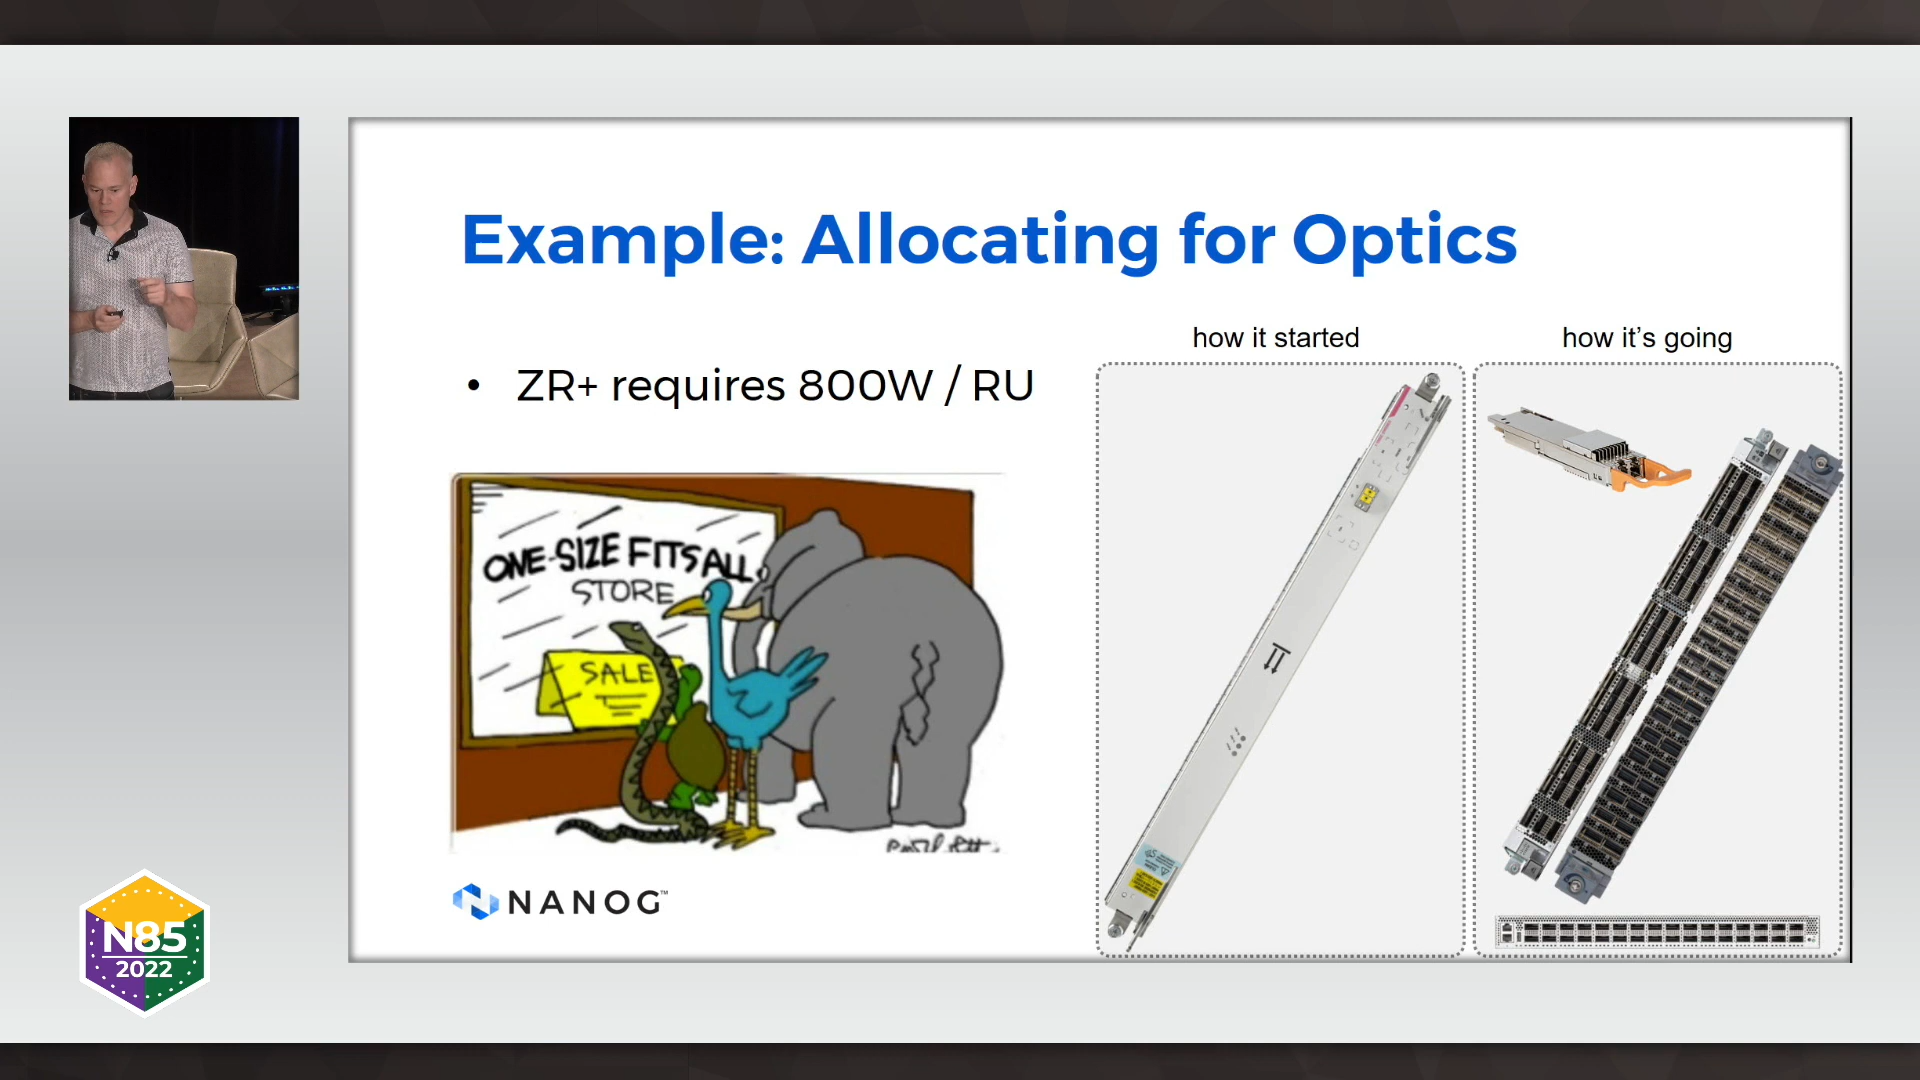 Example: Allocating for Optics
how it started
how it’s going
• ZR+ requires 800W / RU
ONE-SIZE FITS ALL
STORE
SALE
NANOG™
N85
2022